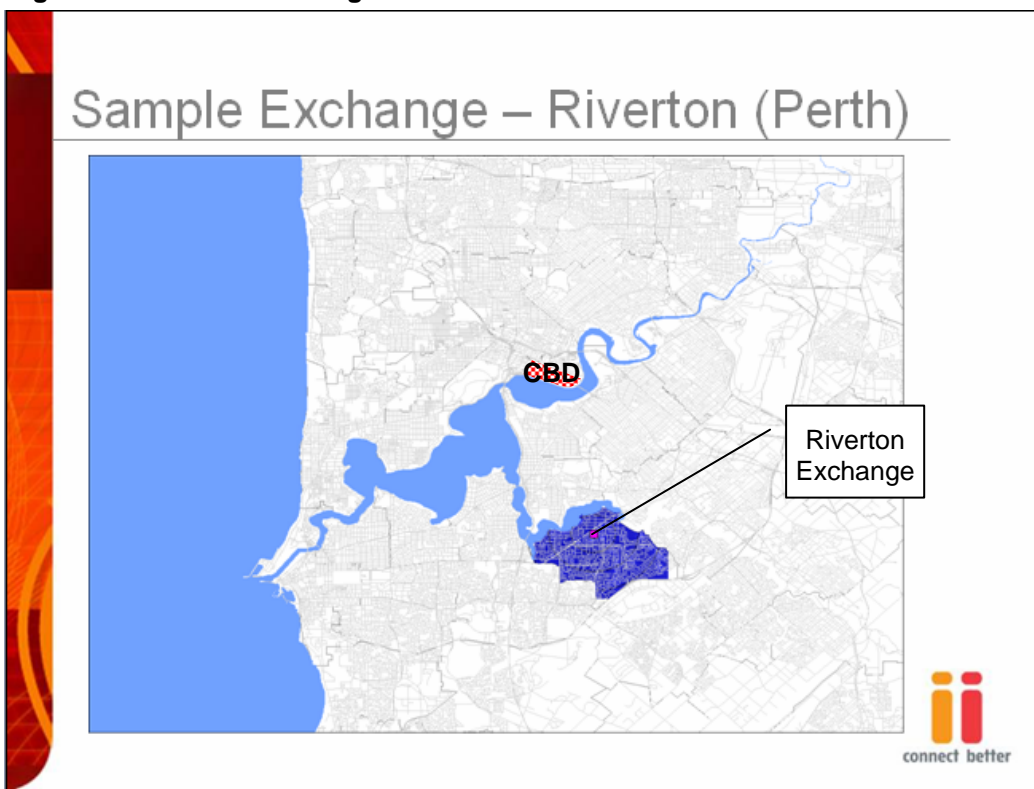 Sample Exchange – Riverton (Perth)
CBD
Riverton
Exchange
connect better